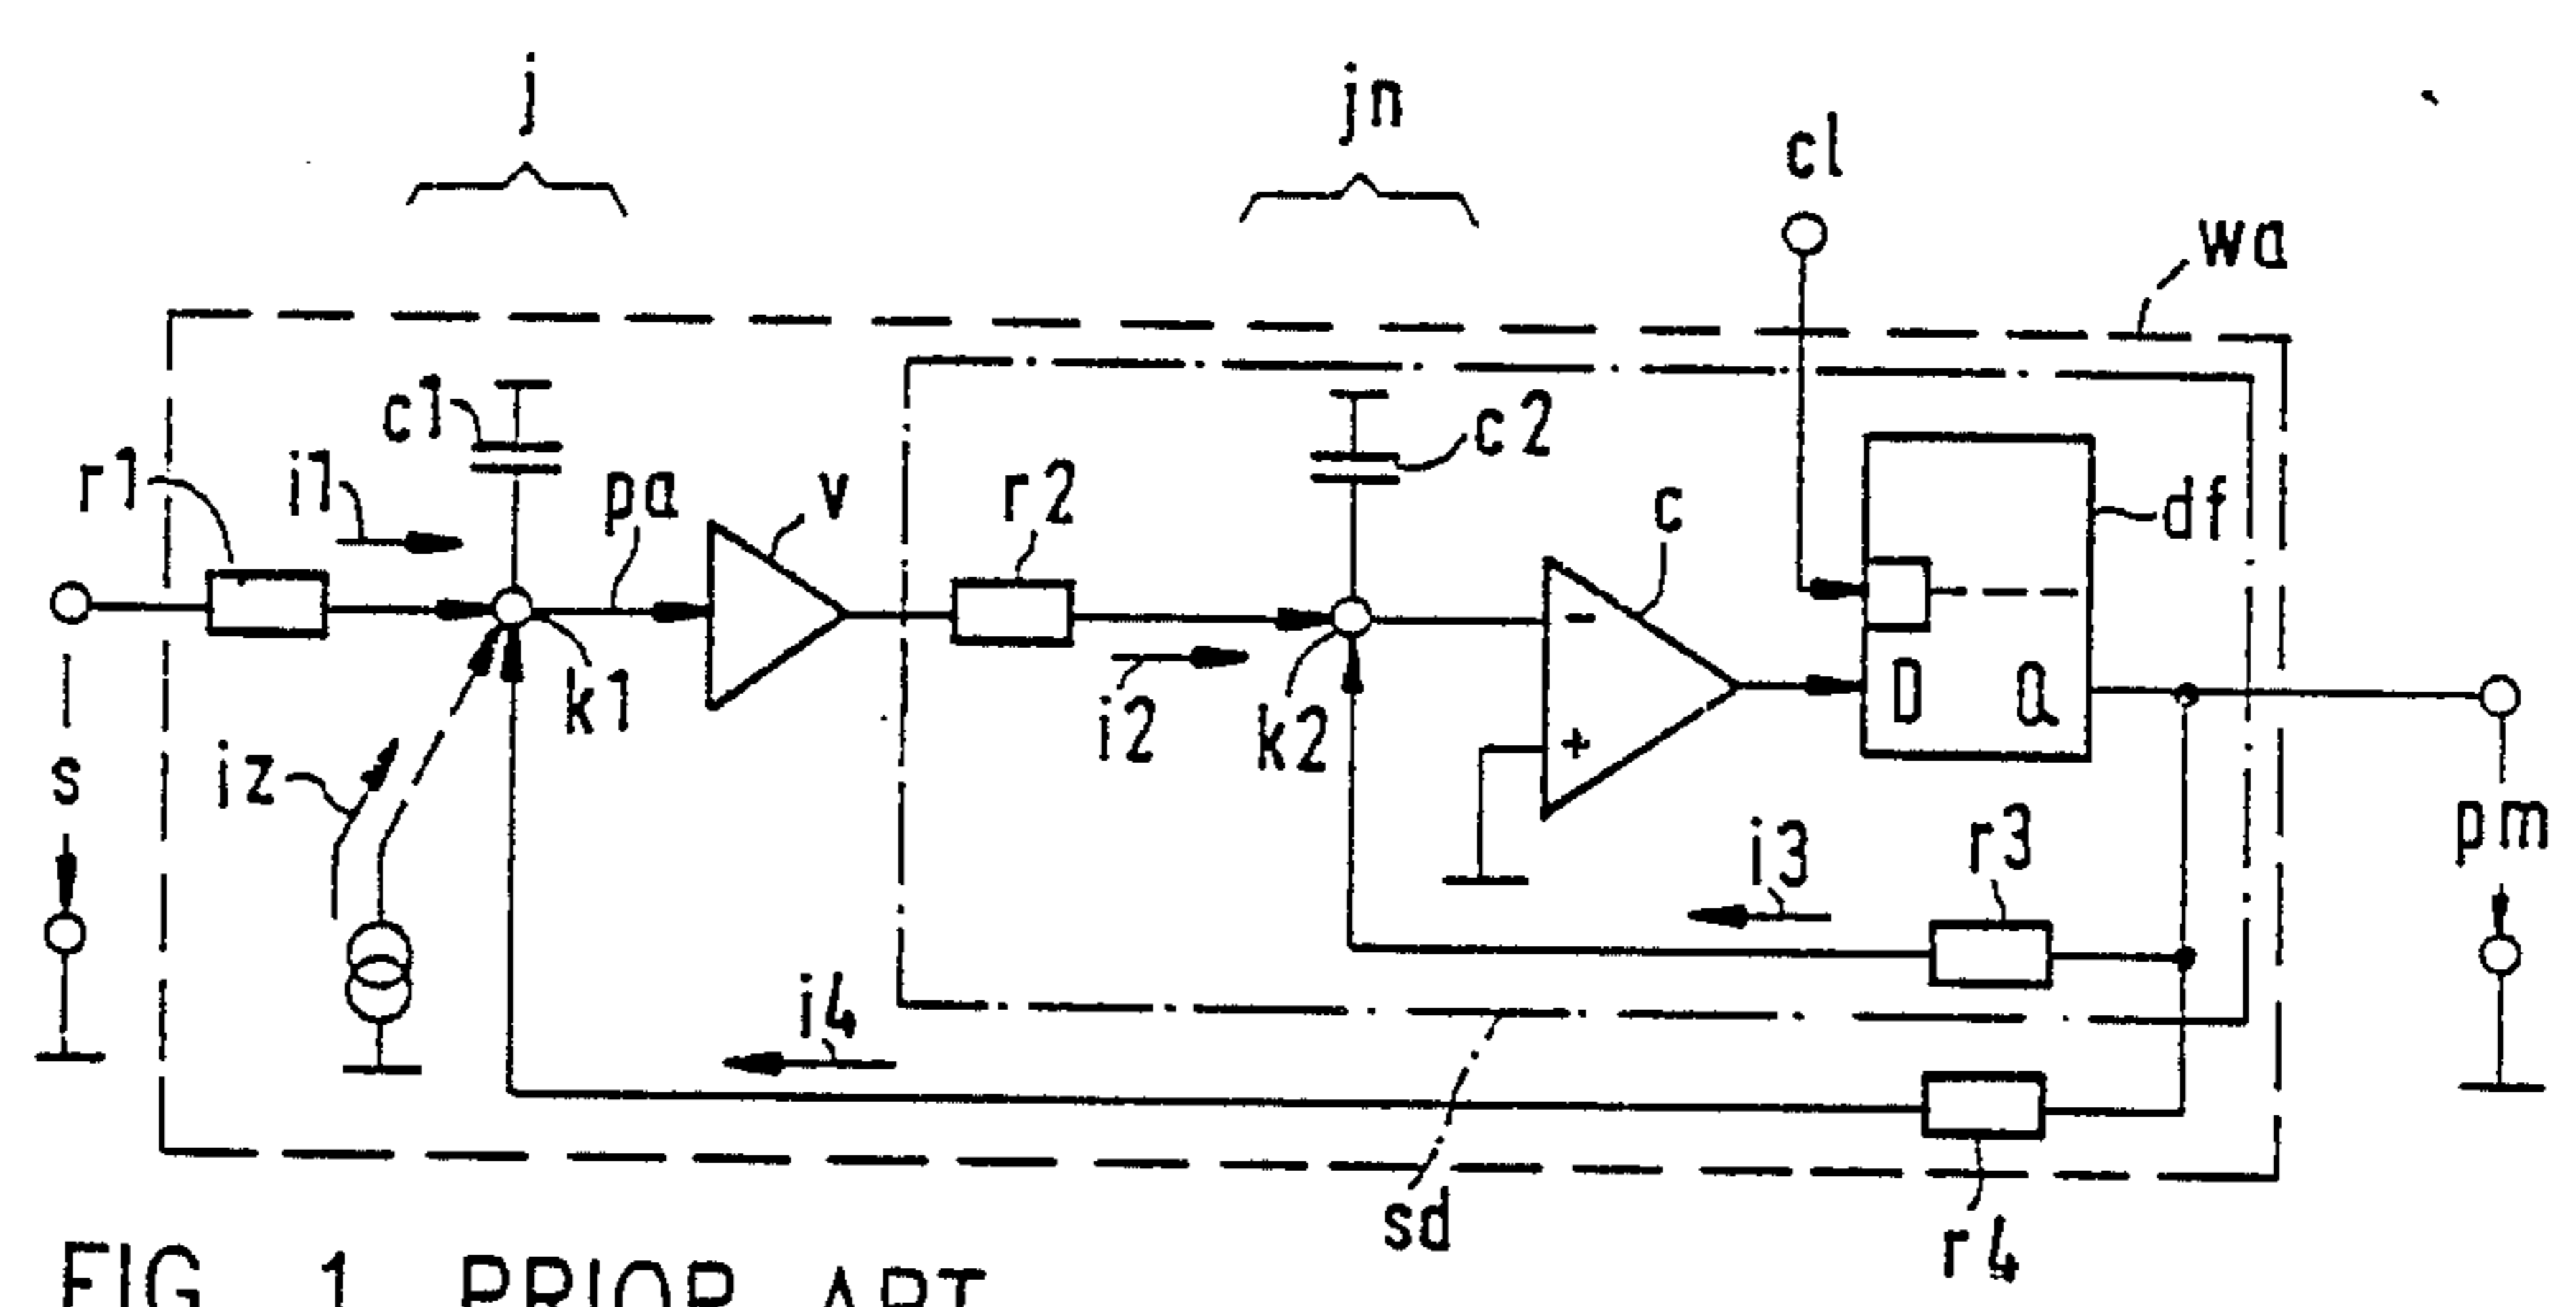 j
jn
cl
wa
c1
c2
r1
i1
pa
v
r2
c
df
-
k1
i2
k2
+
D
Q
iz
s
i3
r3
pm
i4
sd
r4
FIG. 1 PRIOR ART